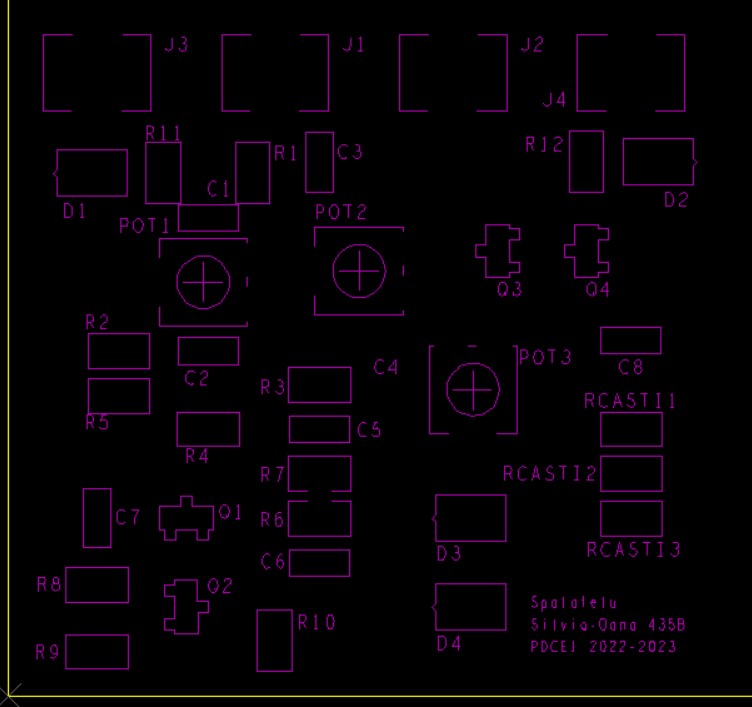 J3 J1 J2
J4
R11 R1 C3 R12
C1
D1 D2
POT1 POT2
Q3 Q4
R2
C2 POT3
R3 C4 C8
RCASTI1
R5 C5
R4
R7 RCASTI2
C7 Q1 R6
D3 RCASTI3
C6
R8 Q2
Spalatelu
R10 Silvia-Oana 435B
R9 D4 PDCEJ 2022-2023